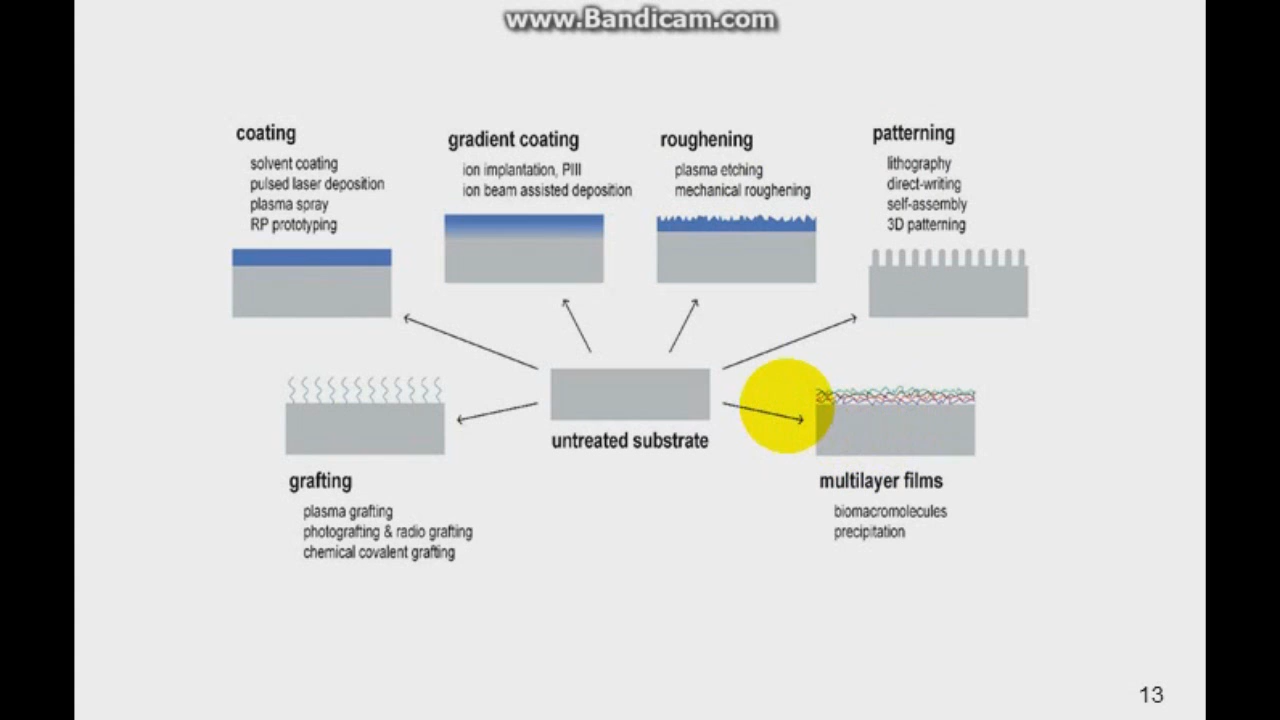 www.Bandicam.com
coating
solvent coating
pulsed laser deposition
plasma spray
RP prototyping
gradient coating
ion implantation, PIII
ion beam assisted deposition
roughening
plasma etching
mechanical roughening
patterning
lithography
direct-writing
self-assembly
3D patterning
untreated substrate
grafting
plasma grafting
photografting & radio grafting
chemical covalent grafting
multilayer films
biomacromolecules
precipitation
13